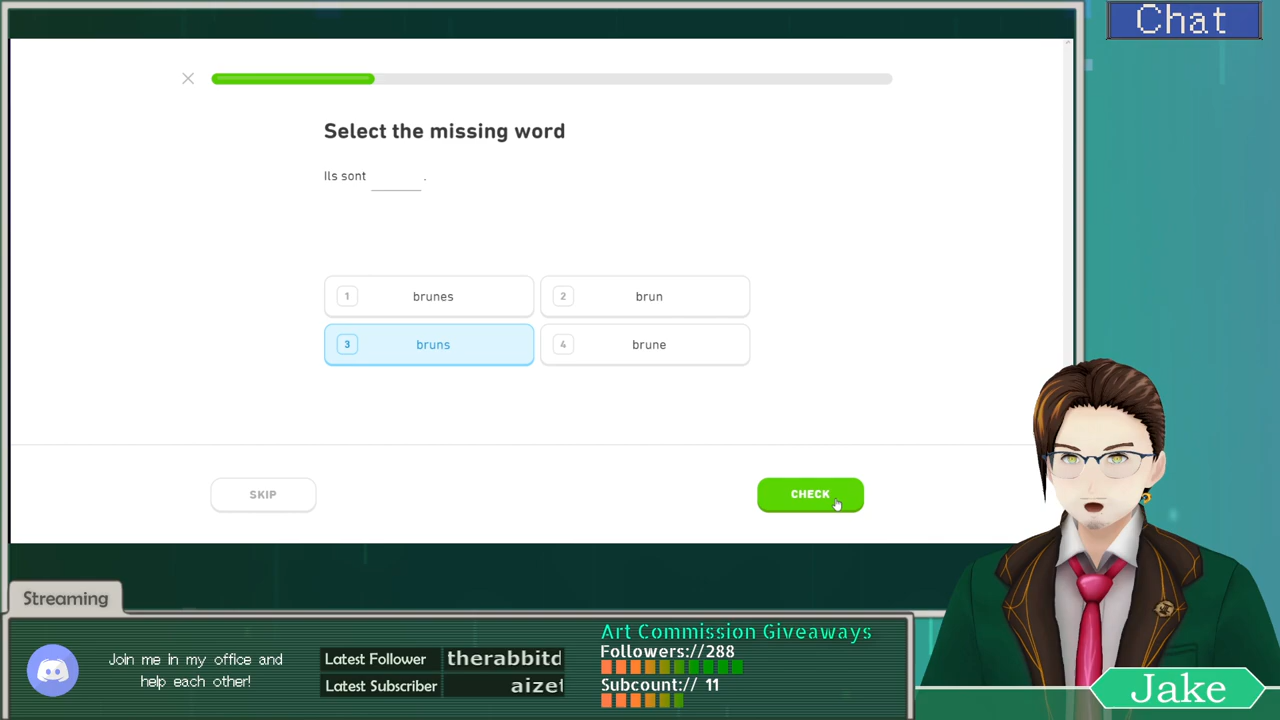 Chat
Select the missing word
Ils sont ______ .
1 brunes
2 brun
3 bruns
4 brune
SKIP
CHECK
Streaming
Join me in my office and
help each other!
Latest Follower therabbitd
Latest Subscriber aizet
Art Commission Giveaways
Followers://288
Subcount:// 11
Jake